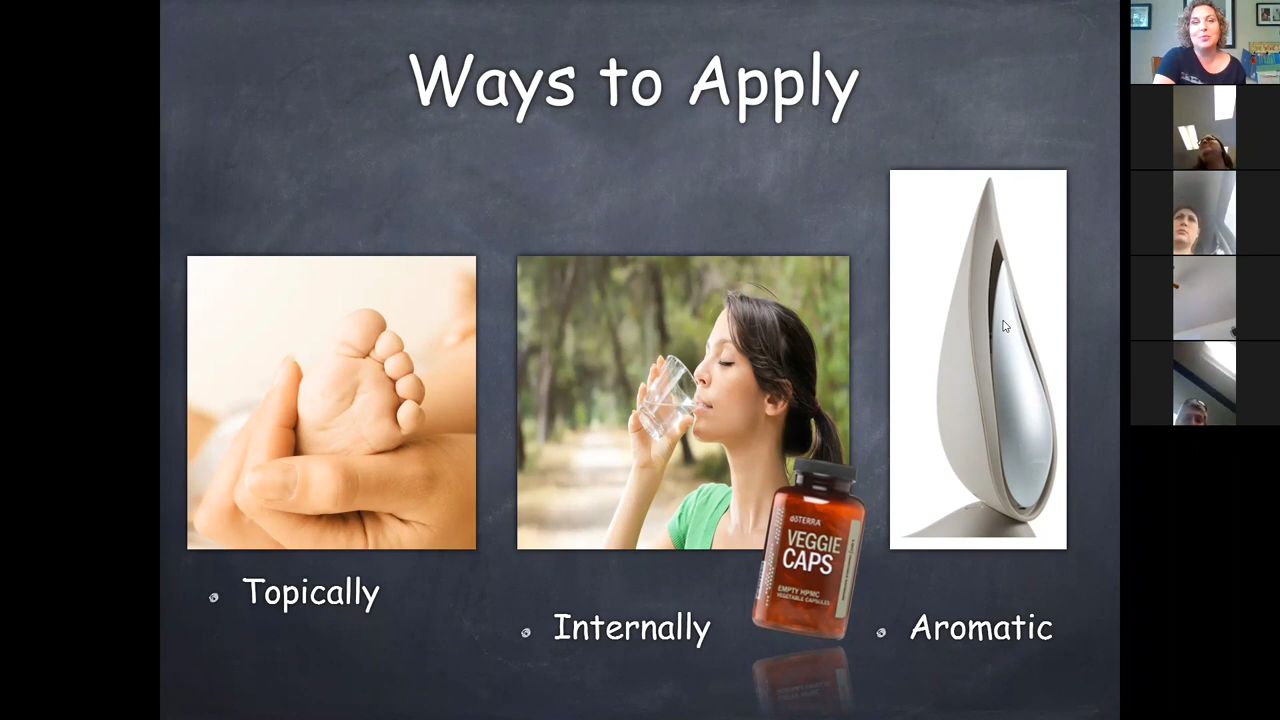 Ways to Apply
dōTERRA
VEGGIE
CAPS
EMPTY HPMC
VEGETABLE CAPSULES
Topically
Internally
Aromatic